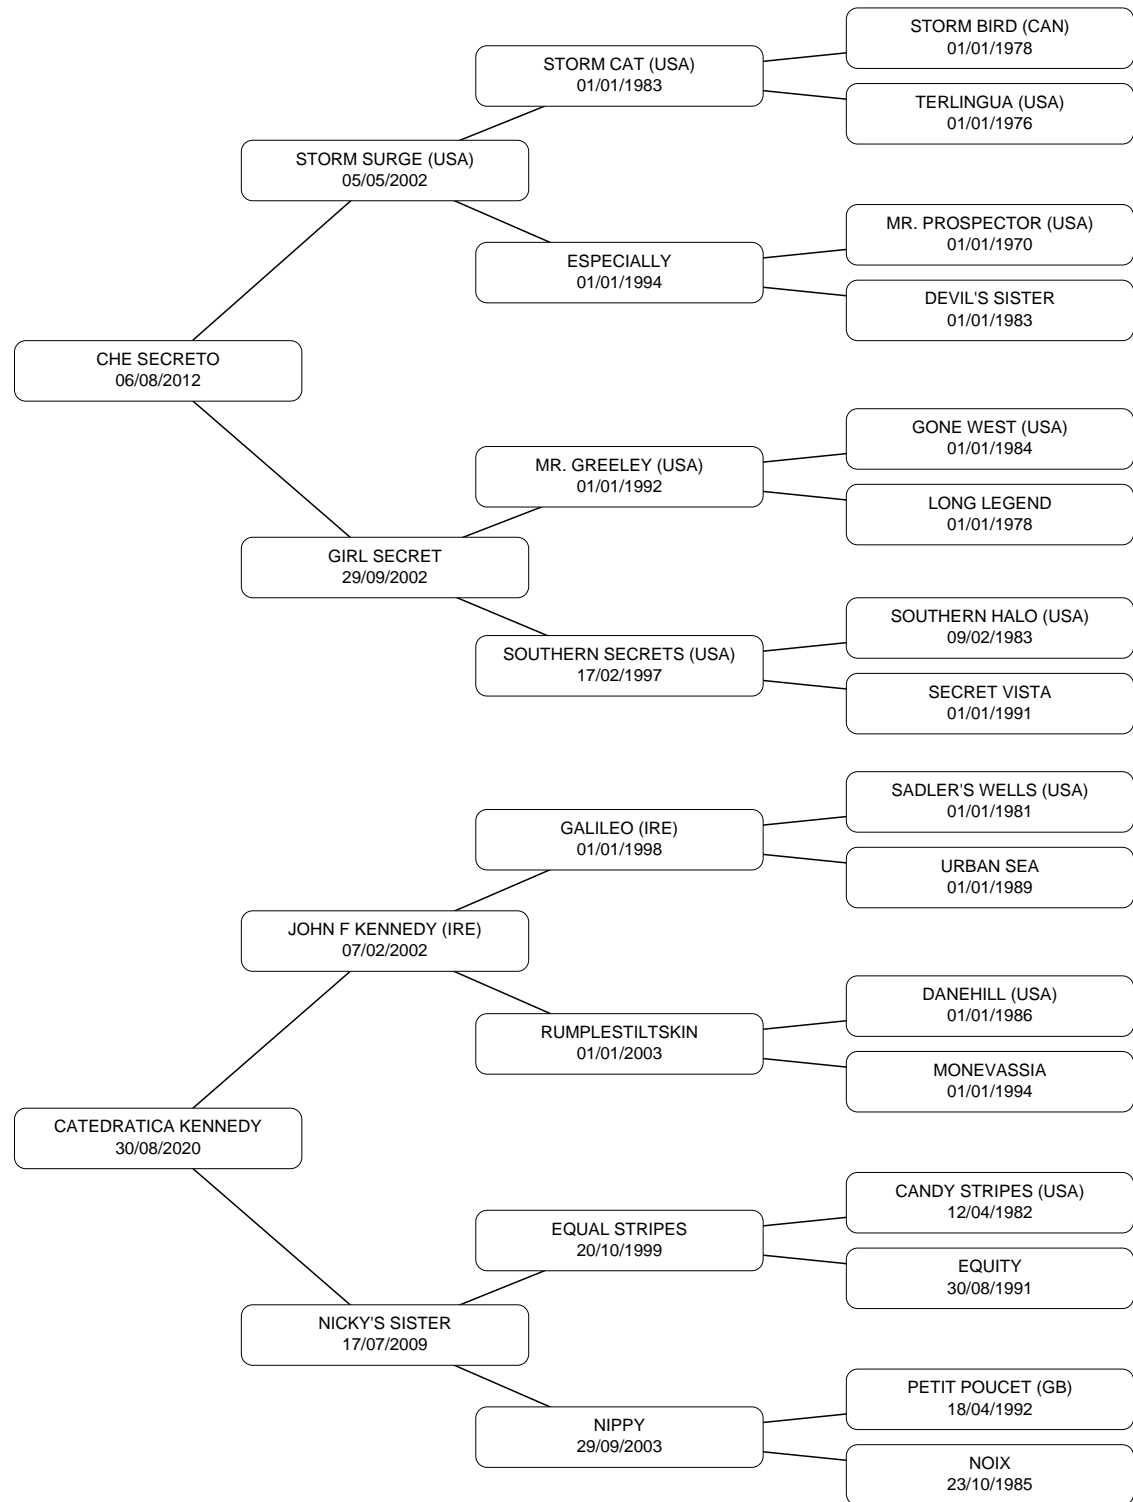 STORM BIRD (CAN)
01/01/1978
STORM CAT (USA)
01/01/1983
TERLINGUA (USA)
01/01/1976
STORM SURGE (USA)
05/05/2002
MR. PROSPECTOR (USA)
01/01/1970
ESPECIALLY
01/01/1994
DEVIL'S SISTER
01/01/1983
CHE SECRETO
06/08/2012
GONE WEST (USA)
01/01/1984
MR. GREELEY (USA)
01/01/1992
LONG LEGEND
01/01/1978
GIRL SECRET
29/09/2002
SOUTHERN HALO (USA)
09/02/1983
SOUTHERN SECRETS (USA)
17/02/1997
SECRET VISTA
01/01/1991
SADLER'S WELLS (USA)
01/01/1981
GALILEO (IRE)
01/01/1998
URBAN SEA
01/01/1989
JOHN F KENNEDY (IRE)
07/02/2002
DANEHILL (USA)
01/01/1986
RUMPLESTILTSKIN
01/01/2003
MONEVASSIA
01/01/1994
CATEDRATICA KENNEDY
30/08/2020
CANDY STRIPES (USA)
12/04/1982
EQUAL STRIPES
20/10/1999
EQUITY
30/08/1991
NICKY'S SISTER
17/07/2009
PETIT POUCET (GB)
18/04/1992
NIPPY
29/09/2003
NOIX
23/10/1985